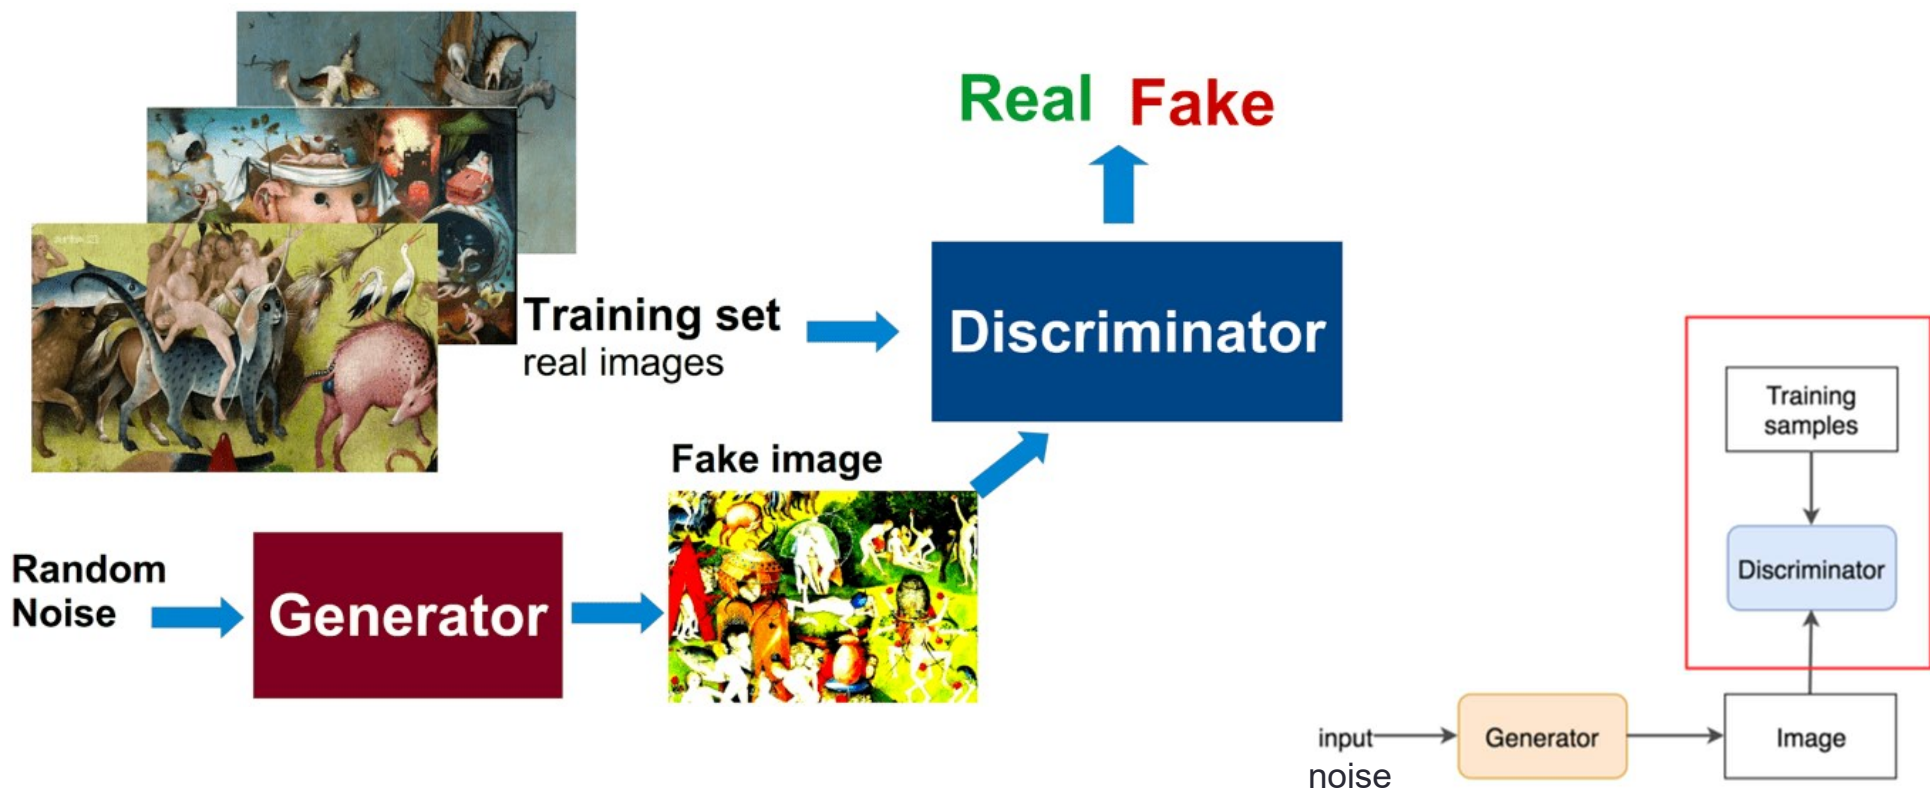 Real Fake
Training set
real images
Discriminator
Fake image
Random
Noise
Generator
Training
samples
Discriminator
input
noise
Generator
Image